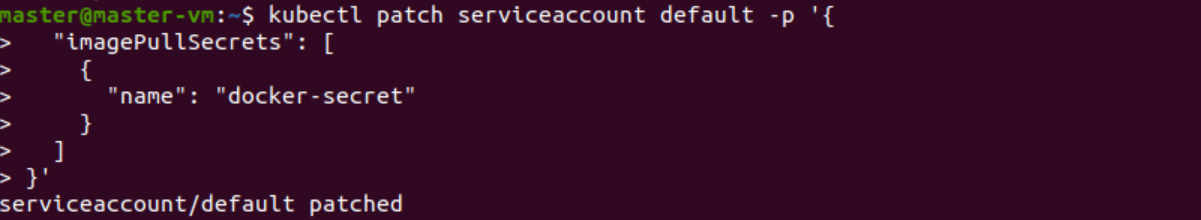 master@master-vm:~$ kubectl patch serviceaccount default -p '{
>   "imagePullSecrets": [
>     {
>       "name": "docker-secret"
>     }
>   ]
> }'
serviceaccount/default patched